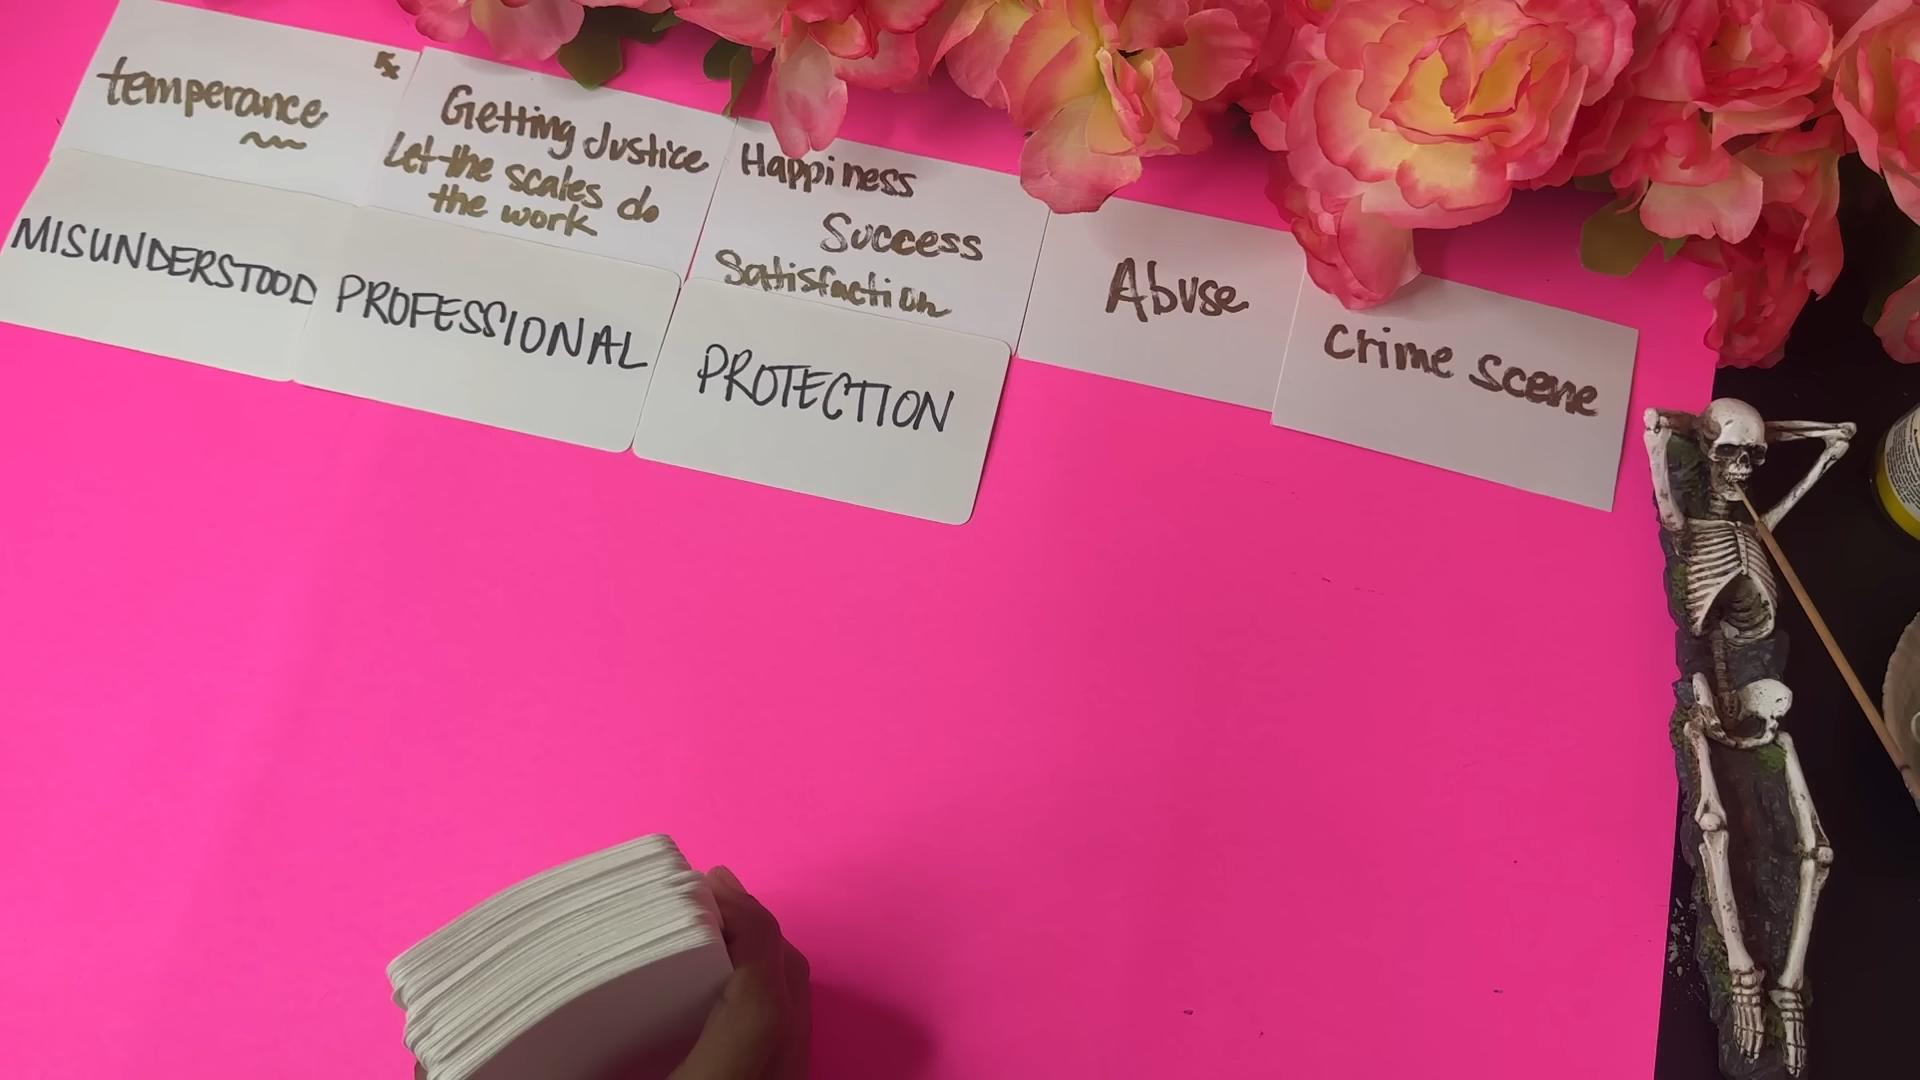 temperance
Getting Justice
Let the scales do
the work
Happiness
Success
Satisfaction
Abuse
Crime Scene
MISUNDERSTOOD
PROFESSIONAL
PROTECTION